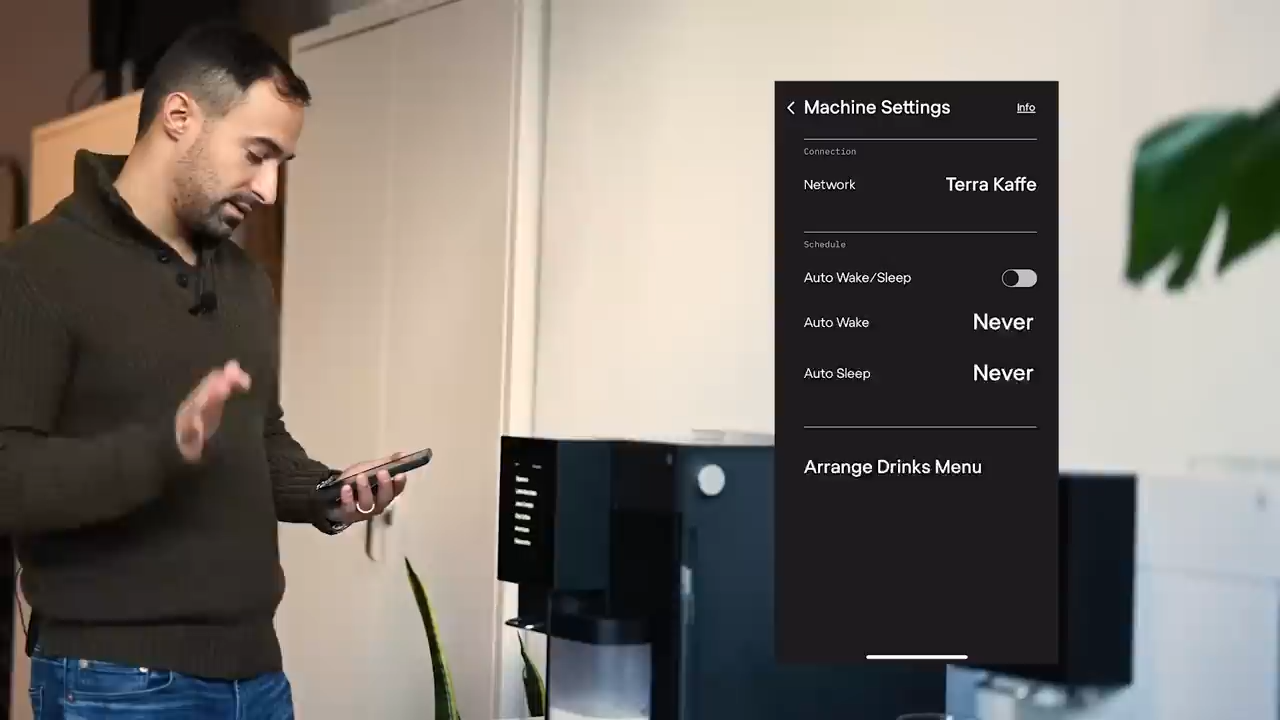 Machine Settings
Info
Connection
Network Terra Kaffe
Schedule
Auto Wake/Sleep
Auto Wake Never
Auto Sleep Never
Arrange Drinks Menu